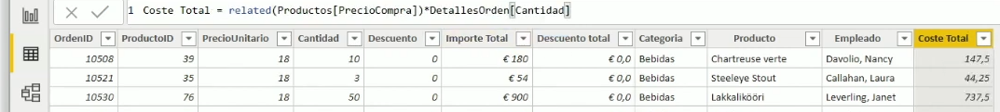 1 Coste Total = related(Productos[PrecioCompra])*DetallesOrden[Cantidad]
OrdenID ProductoID PrecioUnitario Cantidad Descuento Importe Total Descuento total Categoria Producto Empleado Coste Total
10508 39 18 10 0 € 180 € 0,0 Bebidas Chartreuse verte Davolio, Nancy 147,5
10521 35 18 3 0 € 54 € 0,0 Bebidas Steeleye Stout Callahan, Laura 44,25
10530 76 18 50 0 € 900 € 0,0 Bebidas Lakkalikööri Leverling, Janet 737,5